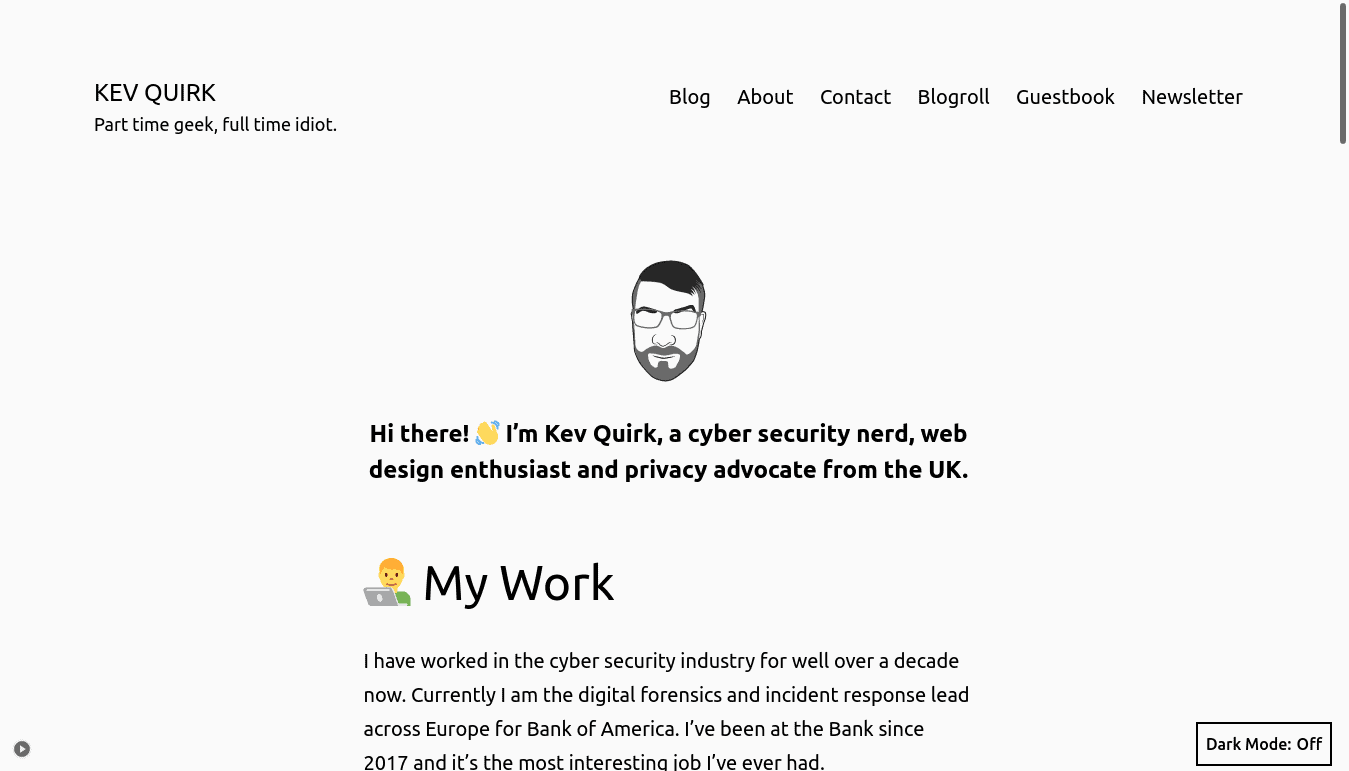 KEV QUIRK
Part time geek, full time idiot.
Blog About Contact Blogroll Guestbook Newsletter
Hi there! 👋 I’m Kev Quirk, a cyber security nerd, web
design enthusiast and privacy advocate from the UK.
👨‍💻 My Work
I have worked in the cyber security industry for well over a decade
now. Currently I am the digital forensics and incident response lead
across Europe for Bank of America. I’ve been at the Bank since
2017 and it’s the most interesting job I’ve ever had.
Dark Mode: Off